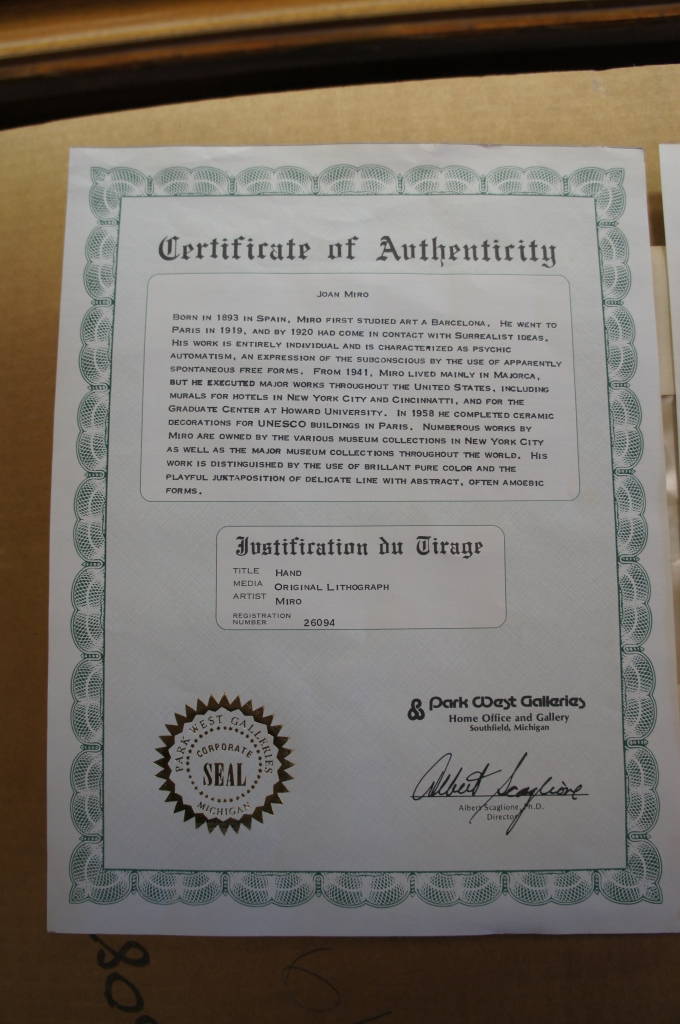 Certificate of Authenticity
JOAN MIRO
BORN IN 1893 IN SPAIN, MIRO FIRST STUDIED ART A BARCELONA. HE WENT TO
PARIS IN 1919, AND BY 1920 HAD COME IN CONTACT WITH SURREALIST IDEAS.
HIS WORK IS ENTIRELY INDIVIDUAL AND IS CHARACTERIZED AS PSYCHIC
AUTOMATISM, AN EXPRESSION OF THE SUBCONSCIOUS BY THE USE OF APPARENTLY
SPONTANEOUS FREE FORMS. FROM 1941, MIRO LIVED MAINLY IN MAJORCA,
BUT HE EXECUTED MAJOR WORKS THROUGHOUT THE UNITED STATES, INCLUDING
MURALS FOR HOTELS IN NEW YORK CITY AND CINCINNATTI, AND FOR THE
GRADUATE CENTER AT HOWARD UNIVERSITY. IN 1958 HE COMPLETED CERAMIC
DECORATIONS FOR UNESCO BUILDINGS IN PARIS. NUMBEROUS WORKS BY
MIRO ARE OWNED BY THE VARIOUS MUSEUM COLLECTIONS IN NEW YORK CITY
AS WELL AS THE MAJOR MUSEUM COLLECTIONS THROUGHOUT THE WORLD. HIS
WORK IS DISTINGUISHED BY THE USE OF BRILLANT PURE COLOR AND THE
PLAYFUL JUXTAPOSITION OF DELICATE LINE WITH ABSTRACT, OFTEN AMOEBIC
FORMS.
Justification du Tirage
TITLE HAND
MEDIA ORIGINAL LITHOGRAPH
ARTIST MIRO
REGISTRATION
NUMBER 26094
Park West Galleries
Home Office and Gallery
Southfield, Michigan
PARK WEST GALLERIES
CORPORATE
SEAL
MICHIGAN
Albert Scaglione
Albert Scaglione, Ph.D.
Director
80